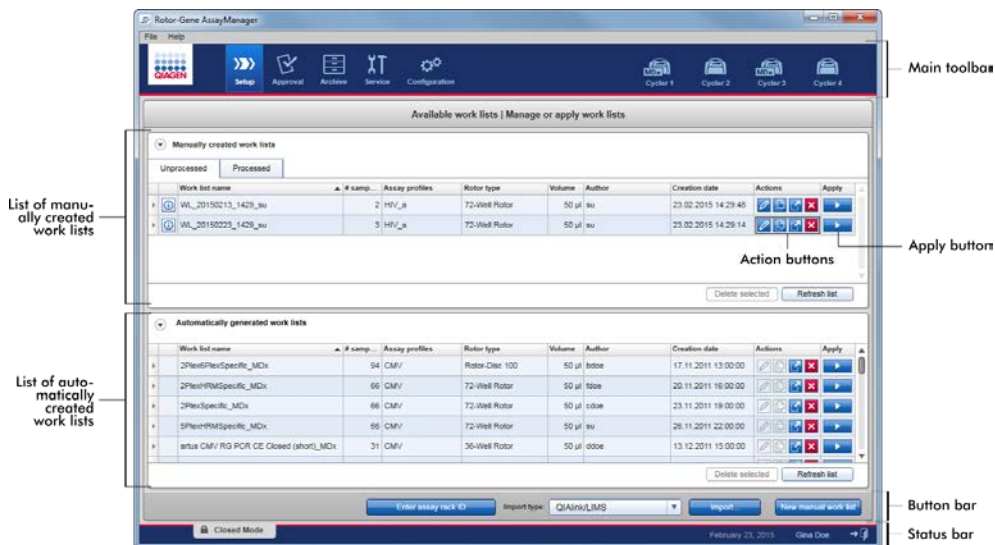 Rotor-Gene AssayManager
File Help
QIAGEN
Setup Approval Archive Service Configuration
MDx Cycler 1 Cycler 2 MDx Cycler 3 Cycler 4
Main toolbar
Available work lists | Manage or apply work lists
Manually created work lists
Unprocessed Processed
Work list name # samp... Assay profiles Rotor type Volume Author Creation date Actions Apply
WL_20150213_1429_su 2 HIV_a 72-Well Rotor 50 µl su 23.02.2015 14:29:46
WL_20150223_1429_su 3 HIV_a 72-Well Rotor 50 µl su 23.02.2015 14:29:14
List of manu-
ally created
work lists
Action buttons
Apply button
Delete selected Refresh list
Automatically generated work lists
Work list name # samp... Assay profiles Rotor type Volume Author Creation date Actions Apply
2Plex6PlexSpecific_MDx 94 CMV Rotor-Disc 100 50 µl bdoe 17.11.2011 13:00:00
2PlexHRMSpecific_MDx 66 CMV 72-Well Rotor 50 µl fdoe 20.11.2011 16:00:00
2PlexSpecific_MDx 66 CMV 72-Well Rotor 50 µl cdoe 23.11.2011 19:00:00
5PlexHRMSpecific_MDx 66 CMV 72-Well Rotor 50 µl su 26.11.2011 22:00:00
artus CMV RG PCR CE Closed (short)_MDx 31 CMV 36-Well Rotor 50 µl ddoe 13.12.2011 15:00:00
List of auto-
matically
created
work lists
Delete selected Refresh list
Enter assay rack ID Import type: QIAlink/LIMS Import... New manual work list
Button bar
Closed Mode
February 23, 2015 Gina Doe
Status bar